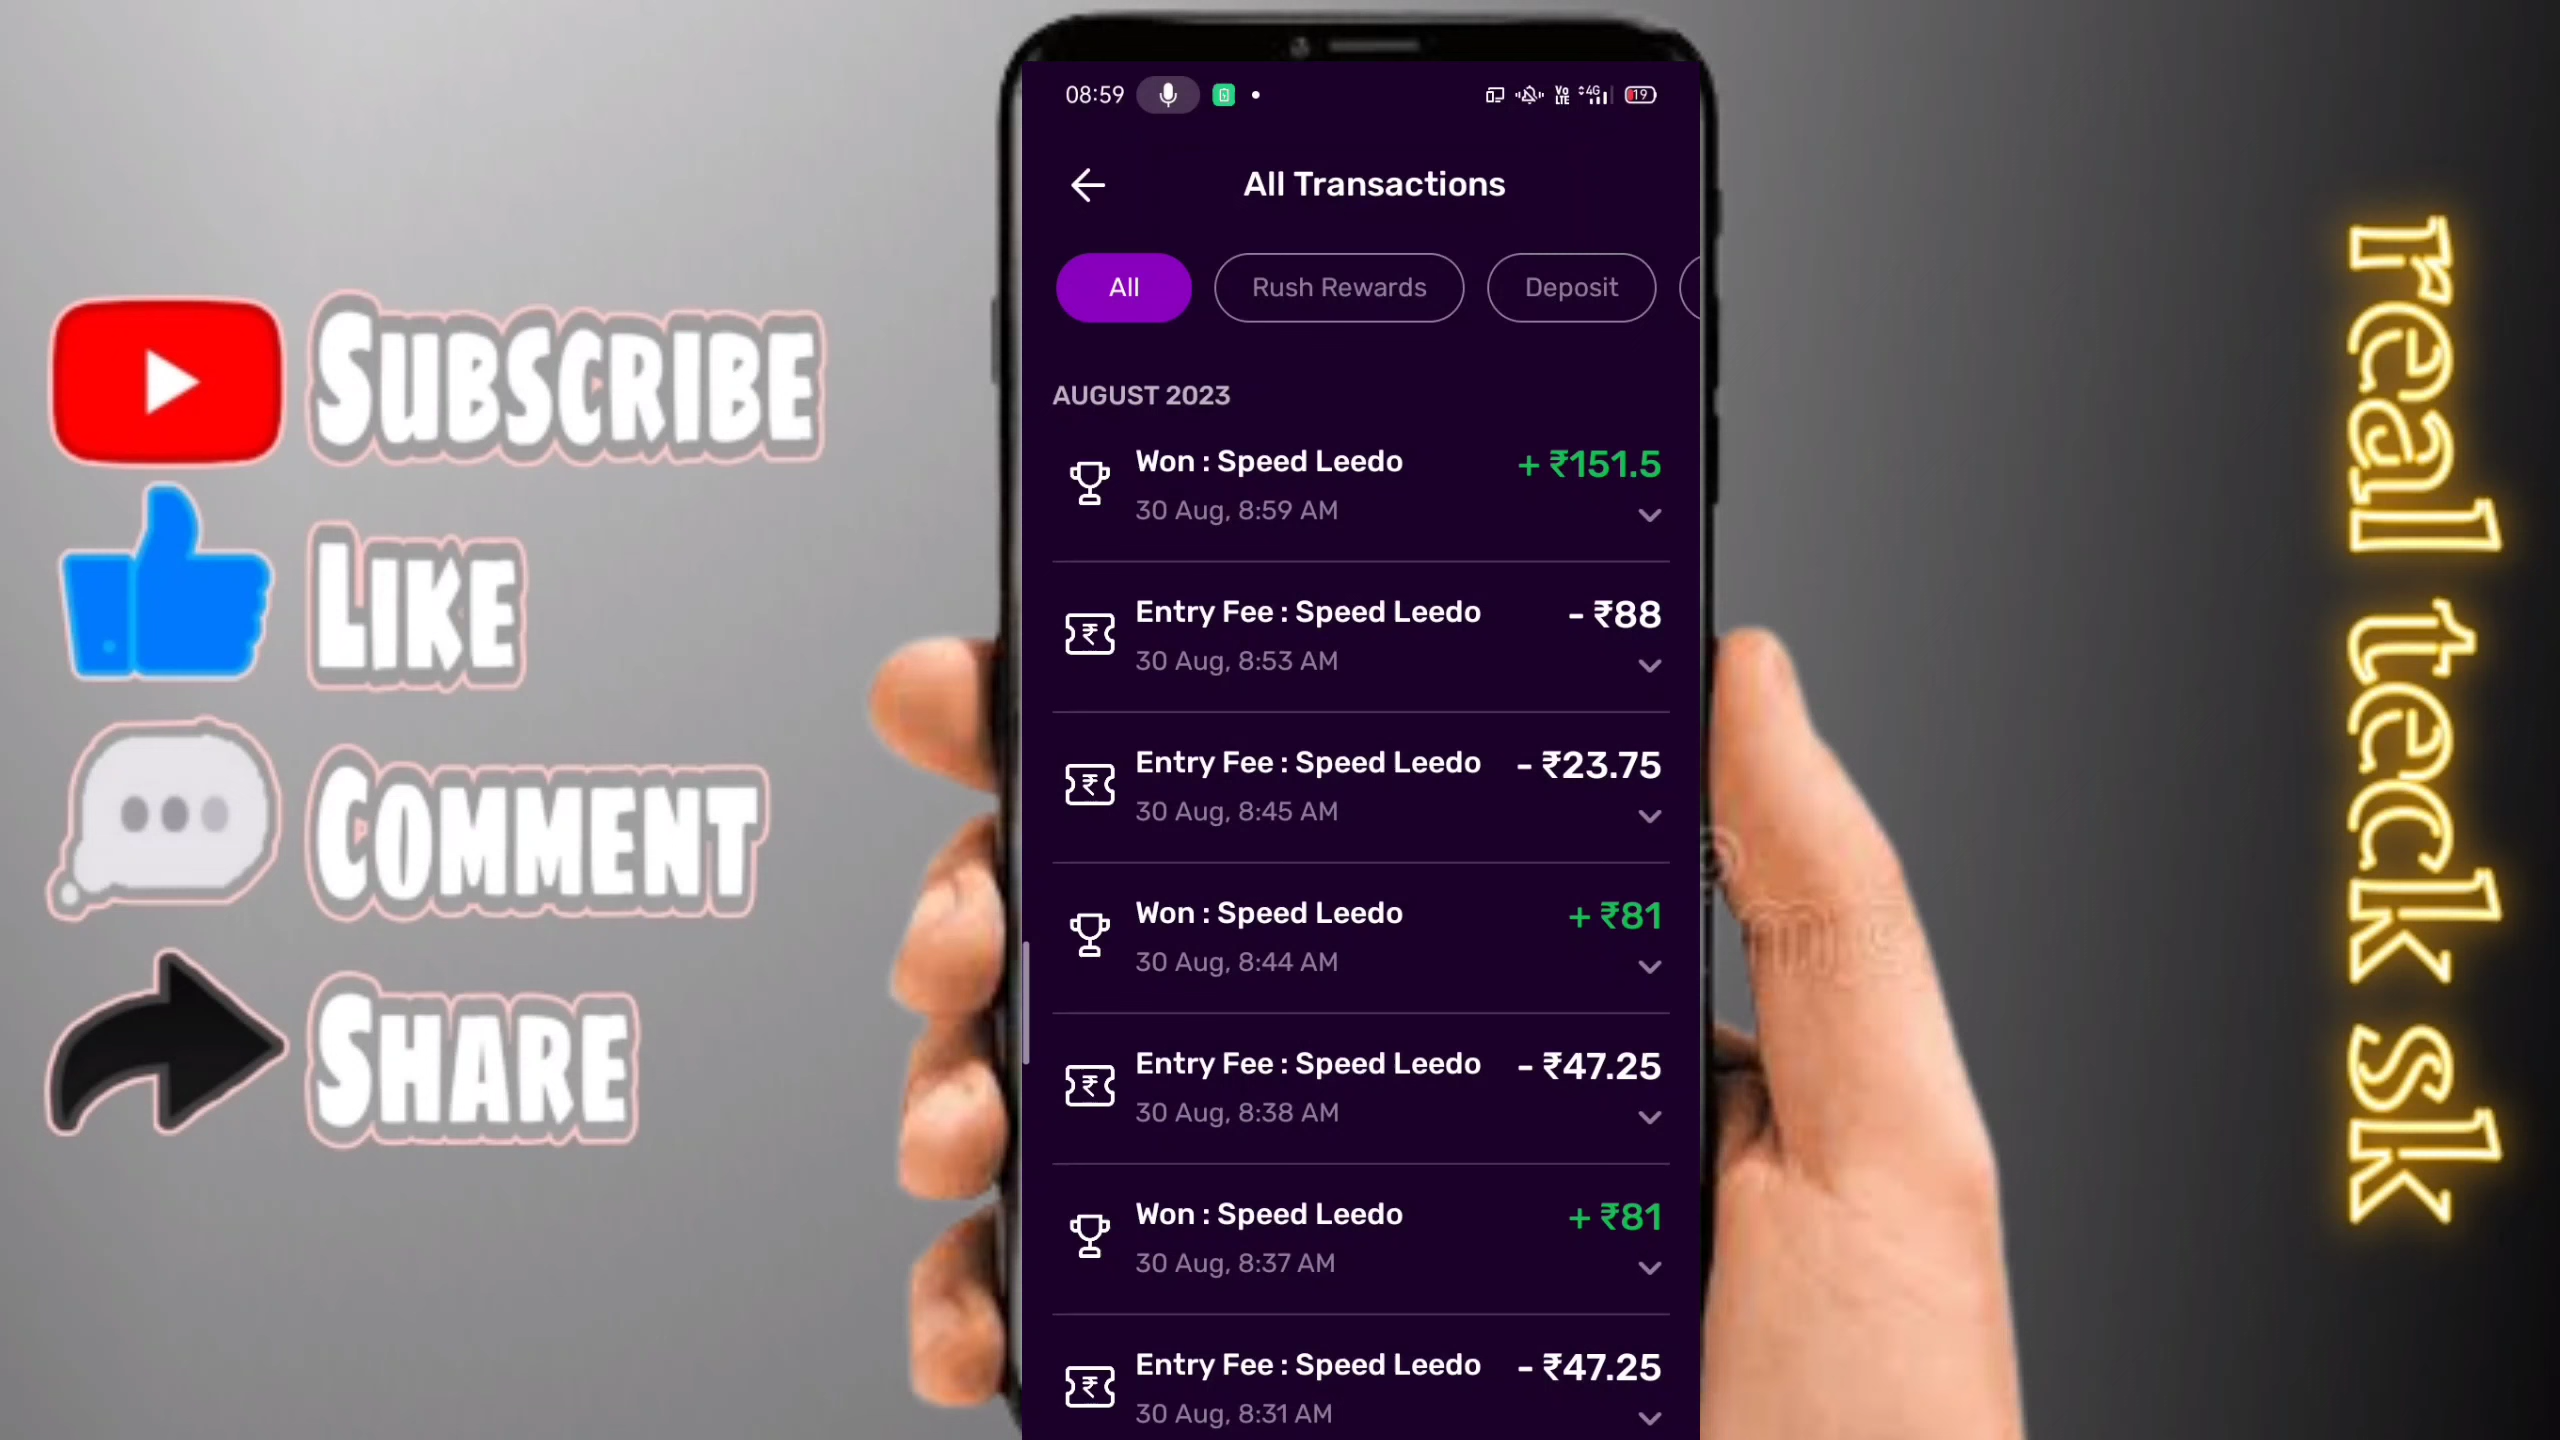 SUBSCRIBE
LIKE
COMMENT
SHARE
08:59
Vo LTE
4G
19
All Transactions
All
Rush Rewards
Deposit
AUGUST 2023
Won : Speed Leedo
+ ₹151.5
30 Aug, 8:59 AM
Entry Fee : Speed Leedo
- ₹88
30 Aug, 8:53 AM
Entry Fee : Speed Leedo
- ₹23.75
30 Aug, 8:45 AM
Won : Speed Leedo
+ ₹81
30 Aug, 8:44 AM
Entry Fee : Speed Leedo
- ₹47.25
30 Aug, 8:38 AM
Won : Speed Leedo
+ ₹81
30 Aug, 8:37 AM
Entry Fee : Speed Leedo
- ₹47.25
30 Aug, 8:31 AM
real teck sk